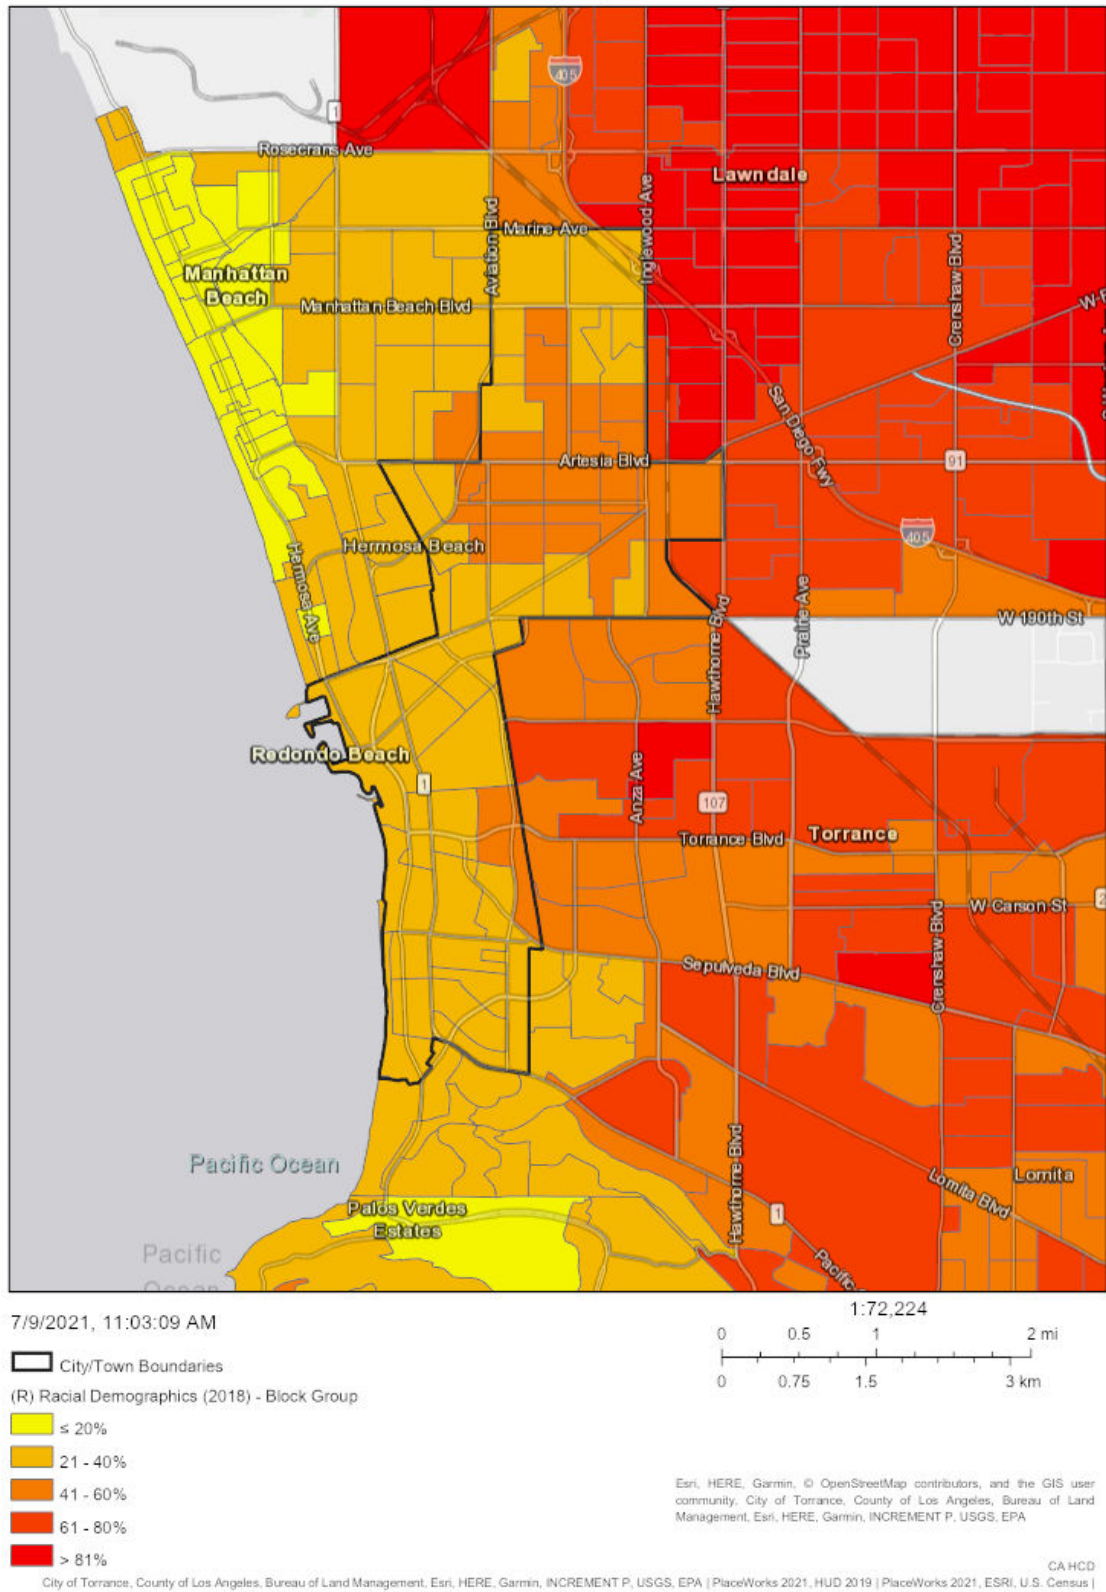 405
1
Rosecrans Ave
Lawndale
Inglewood Ave
Aviation Blvd
Marine Ave
Crenshaw Blvd
Manhattan
Beach
Manhattan Beach Blvd
San Diego Fwy
Artesia Blvd
91
405
Hermosa Beach
Hermosa Ave
Prairie Ave
W 190th St
Hawthorne Blvd
Redondo Beach
1
Anza Ave
107
Torrance Blvd
Torrance
W Carson St
2
Crenshaw Blvd
Sepulveda Blvd
Pacific Ocean
Hawthorne Blvd
Lomita
Lomita Blvd
Palos Verdes
Estates
1
Pacific
Pacific
Ocean
7/9/2021, 11:03:09 AM
1:72,224
0 0.5 1 2 mi
0 0.75 1.5 3 km
City/Town Boundaries
(R) Racial Demographics (2018) - Block Group
≤ 20%
21 - 40%
41 - 60%
61 - 80%
> 81%
Esri, HERE, Garmin, © OpenStreetMap contributors, and the GIS user
community, City of Torrance, County of Los Angeles, Bureau of Land
Management, Esri, HERE, Garmin, INCREMENT P, USGS, EPA
CA HCD
City of Torrance, County of Los Angeles, Bureau of Land Management, Esri, HERE, Garmin, INCREMENT P, USGS, EPA | PlaceWorks 2021, HUD 2019 | PlaceWorks 2021, ESRI, U.S. Census |